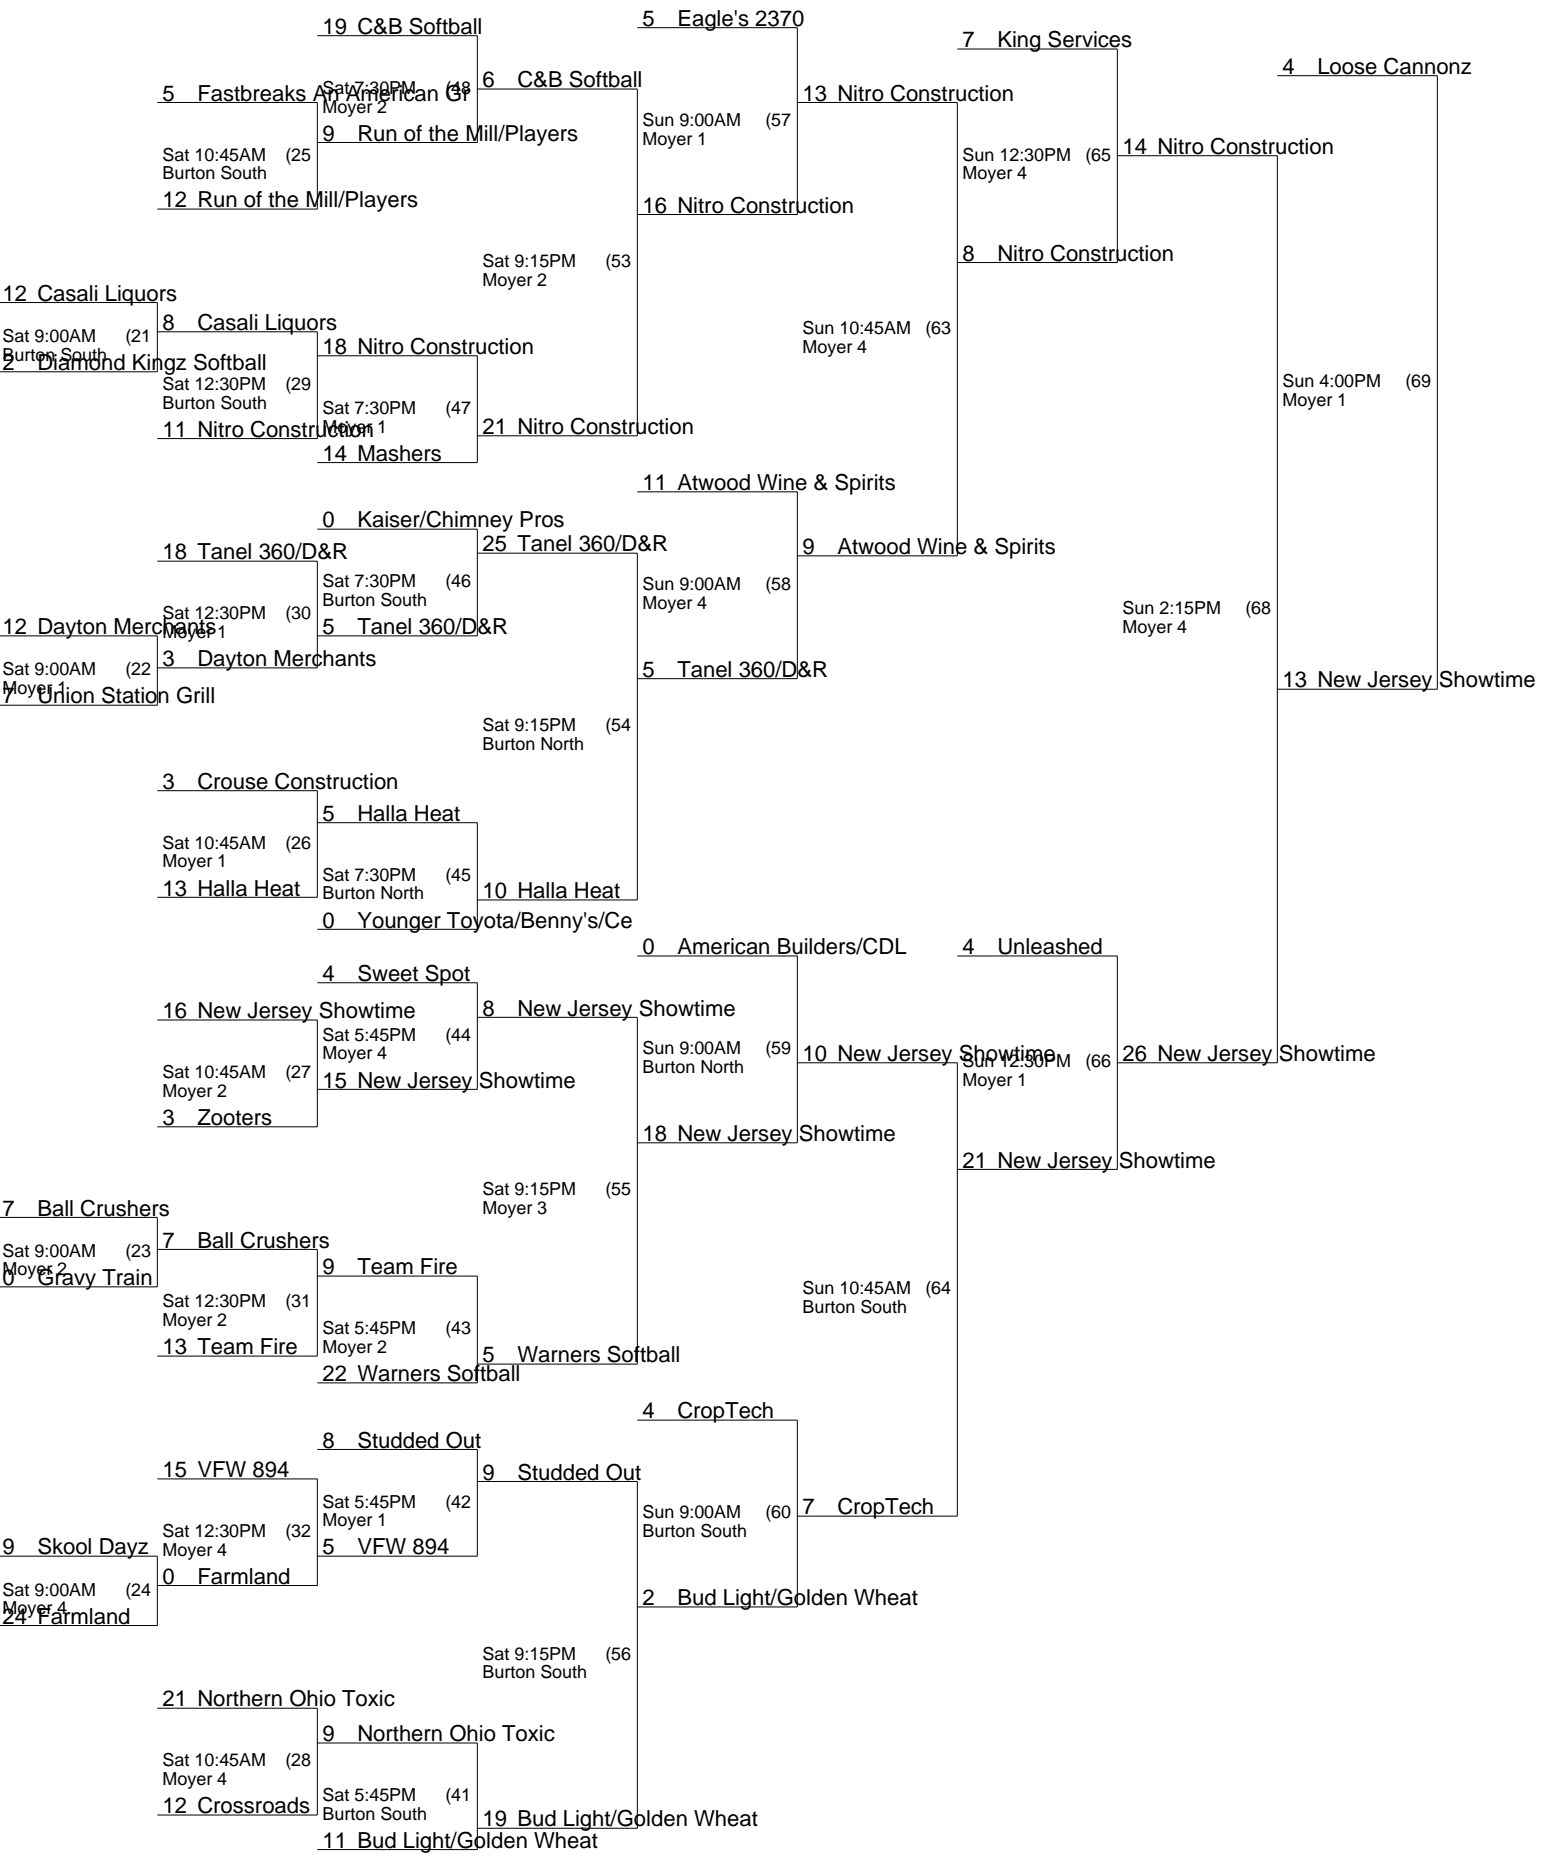 19 C&B Softball
5 Eagle's 2370
7 King Services
4 Loose Cannonz
5 Fastbreaks An American Gr
Sat 7:30PM (48
Moyer 2
6 C&B Softball
13 Nitro Construction
9 Run of the Mill/Players
Sun 9:00AM (57
Moyer 1
Sat 10:45AM (25
Burton South
Sun 12:30PM (65
Moyer 4
14 Nitro Construction
12 Run of the Mill/Players
16 Nitro Construction
8 Nitro Construction
Sat 9:15PM (53
Moyer 2
12 Casali Liquors
8 Casali Liquors
Sat 9:00AM (21
Burton South
Sun 10:45AM (63
Moyer 4
18 Nitro Construction
2 Diamond Kingz Softball
Sat 12:30PM (29
Burton South
Sun 4:00PM (69
Moyer 1
Sat 7:30PM (47
Moyer 1
11 Nitro Construction
21 Nitro Construction
14 Mashers
11 Atwood Wine & Spirits
0 Kaiser/Chimney Pros
18 Tanel 360/D&R
25 Tanel 360/D&R
9 Atwood Wine & Spirits
Sat 7:30PM (46
Burton South
Sun 9:00AM (58
Moyer 4
Sat 12:30PM (30
Moyer 1
Sun 2:15PM (68
Moyer 4
12 Dayton Merchants
5 Tanel 360/D&R
3 Dayton Merchants
Sat 9:00AM (22
Moyer 1
5 Tanel 360/D&R
13 New Jersey Showtime
7 Union Station Grill
Sat 9:15PM (54
Burton North
3 Crouse Construction
5 Halla Heat
Sat 10:45AM (26
Moyer 1
Sat 7:30PM (45
Burton North
13 Halla Heat
10 Halla Heat
0 Younger Toyota/Benny's/Ce
0 American Builders/CDL
4 Unleashed
4 Sweet Spot
16 New Jersey Showtime
8 New Jersey Showtime
Sat 5:45PM (44
Moyer 4
Sun 9:00AM (59
Burton North
10 New Jersey Showtime
Sun 12:30PM (66
Moyer 1
26 New Jersey Showtime
Sat 10:45AM (27
Moyer 2
15 New Jersey Showtime
3 Zooters
18 New Jersey Showtime
21 New Jersey Showtime
Sat 9:15PM (55
Moyer 3
7 Ball Crushers
7 Ball Crushers
Sat 9:00AM (23
Moyer 2
0 Gravy Train
9 Team Fire
Sun 10:45AM (64
Burton South
Sat 12:30PM (31
Moyer 2
Sat 5:45PM (43
Moyer 2
13 Team Fire
5 Warners Softball
22 Warners Softball
4 CropTech
8 Studded Out
15 VFW 894
9 Studded Out
Sat 5:45PM (42
Moyer 1
Sun 9:00AM (60
Burton South
7 CropTech
Sat 12:30PM (32
Moyer 4
9 Skool Dayz
5 VFW 894
0 Farmland
Sat 9:00AM (24
Moyer 4
2 Bud Light/Golden Wheat
24 Farmland
Sat 9:15PM (56
Burton South
21 Northern Ohio Toxic
9 Northern Ohio Toxic
Sat 10:45AM (28
Moyer 4
Sat 5:45PM (41
Burton South
12 Crossroads
19 Bud Light/Golden Wheat
11 Bud Light/Golden Wheat